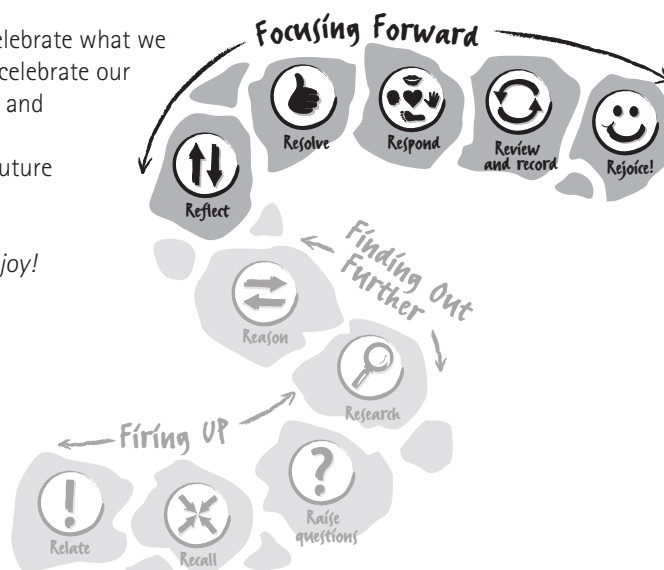 elebrate what we
celebrate our
and
uture
joy!
Focusing Forward
Resolve
Respond
Review
and record
Rejoice!
Reflect
Finding Out
Further
Reason
Research
Firing UP
Raise
questions
Relate
Recall